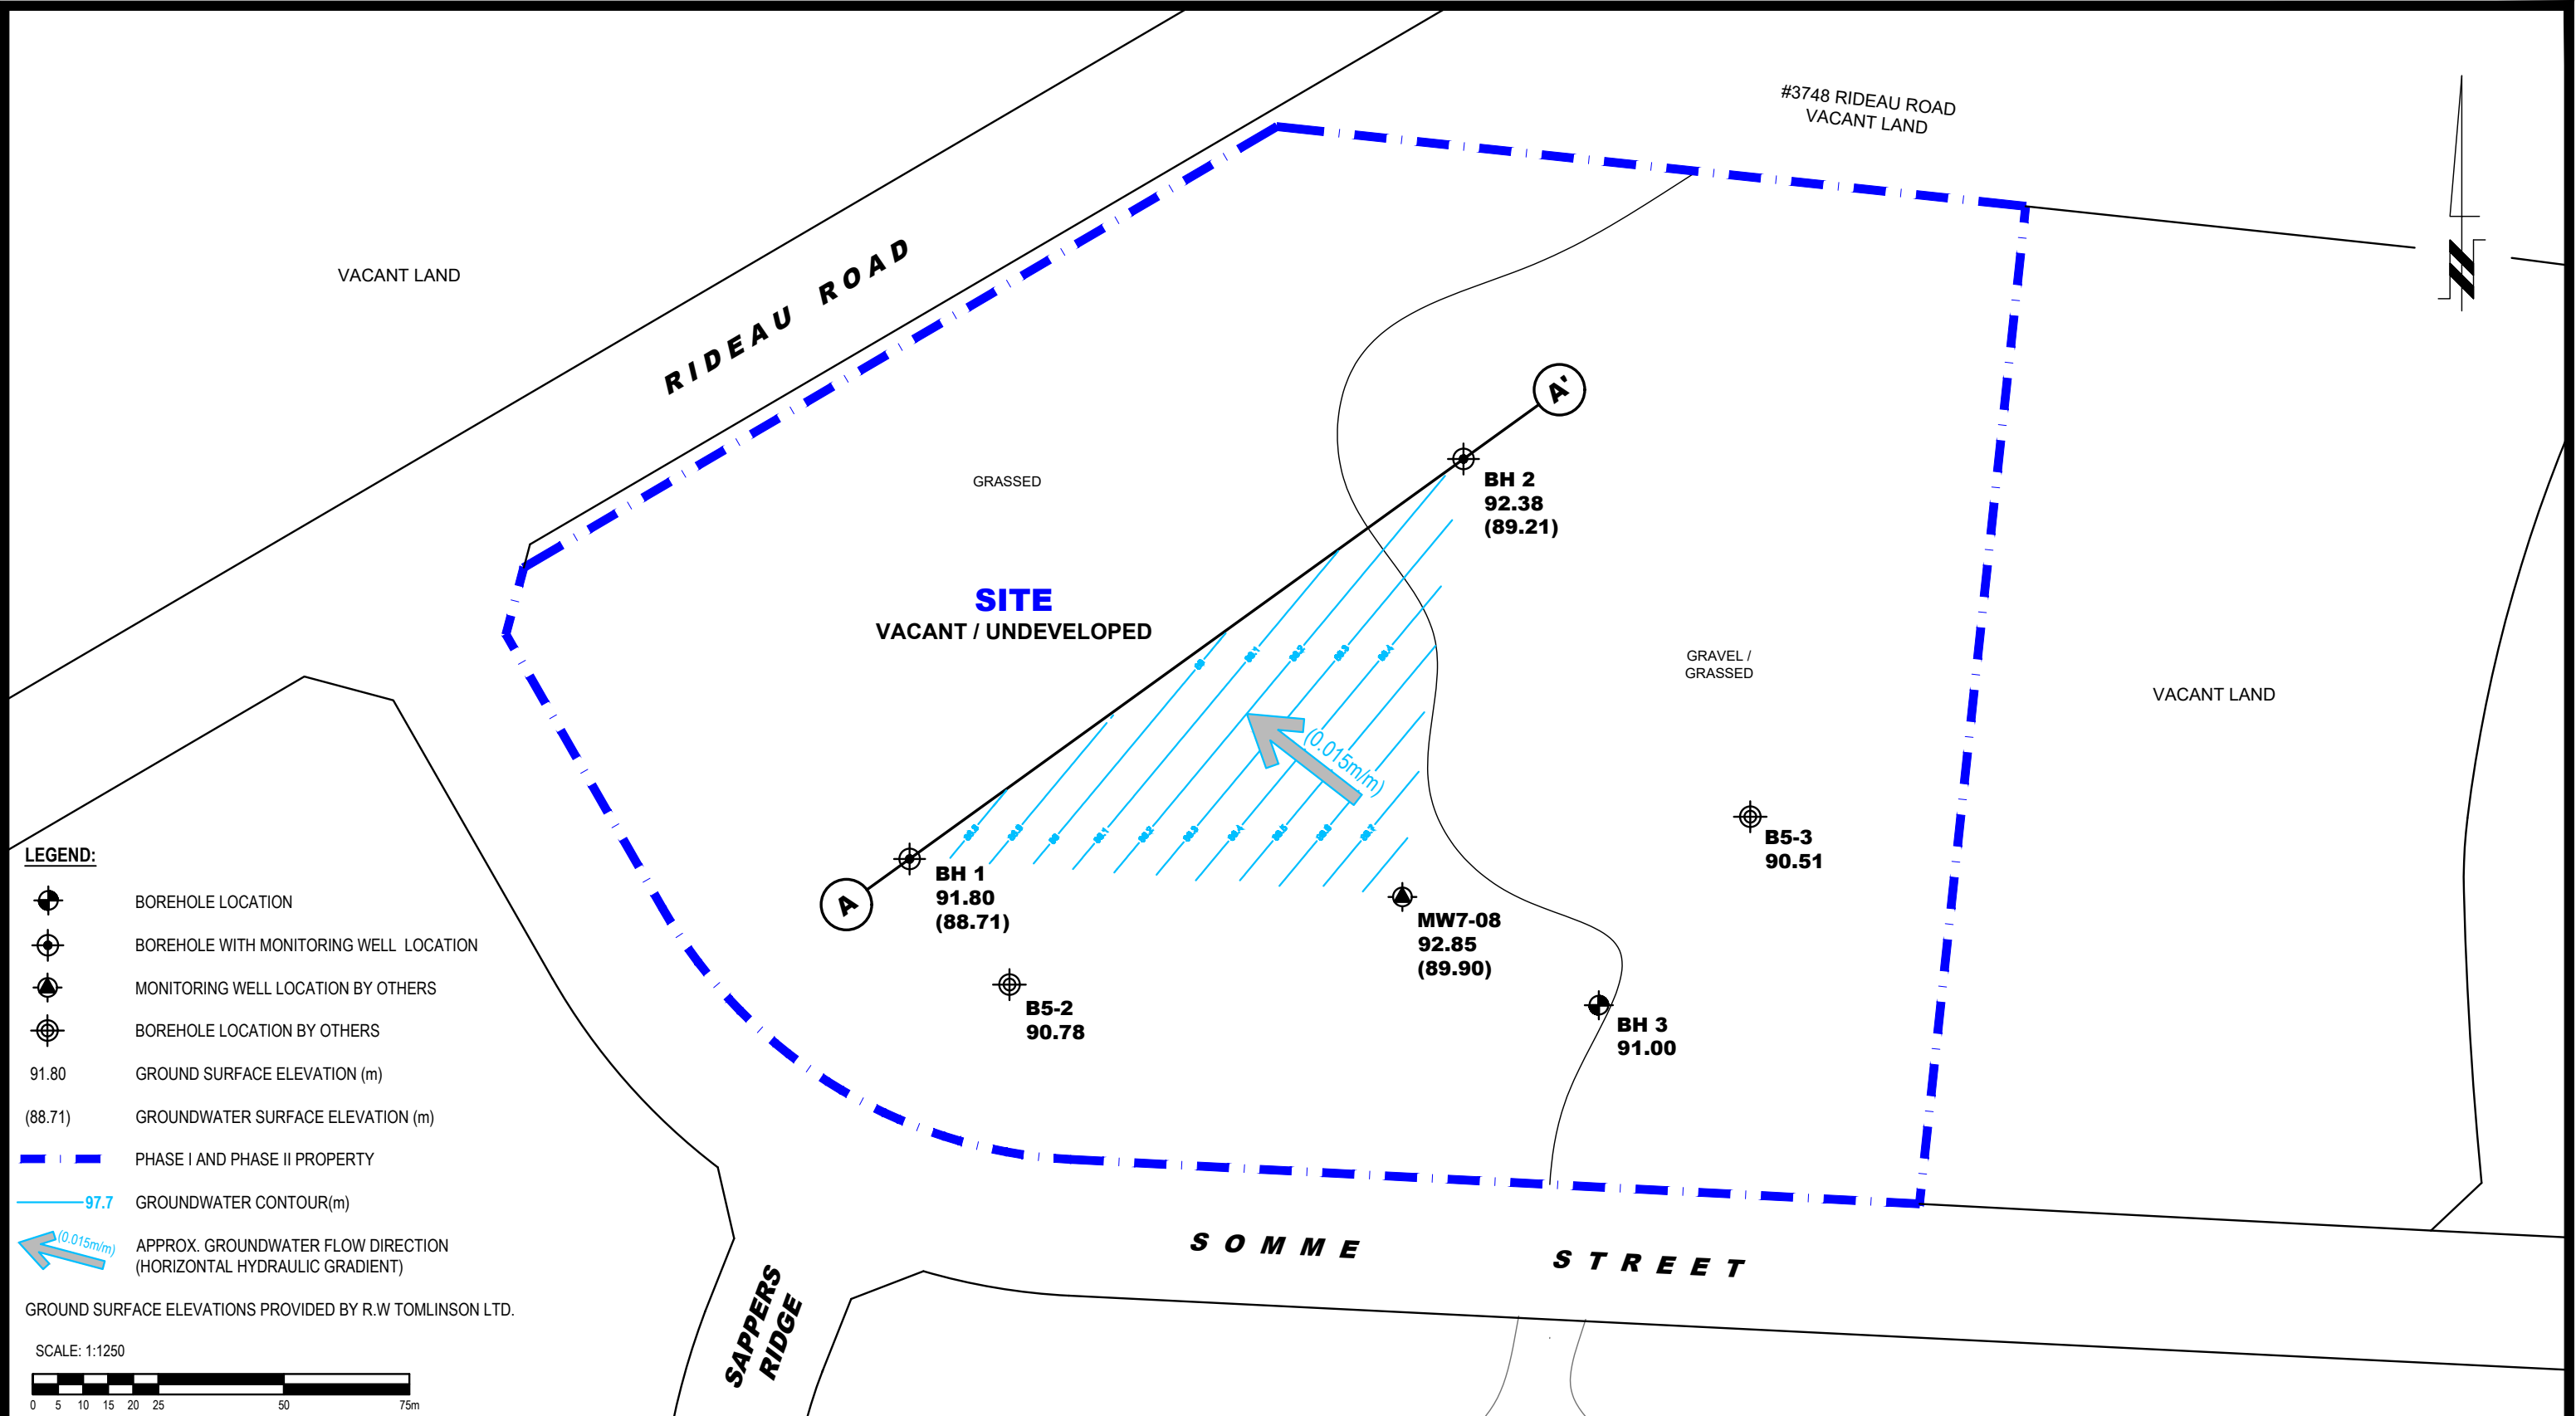 #3748 RIDEAU ROAD
VACANT LAND
VACANT LAND
RIDEAU ROAD
N
A'
BH 2
92.38
(89.21)
GRASSED
SITE
VACANT / UNDEVELOPED
GRAVEL /
GRASSED
VACANT LAND
(0.015m/m)
B5-3
90.51
A
BH 1
91.80
(88.71)
MW7-08
92.85
(89.90)
B5-2
90.78
BH 3
91.00
SOMME STREET
SAPPERS
RIDGE
LEGEND:
BOREHOLE LOCATION
BOREHOLE WITH MONITORING WELL LOCATION
MONITORING WELL LOCATION BY OTHERS
BOREHOLE LOCATION BY OTHERS
91.80 GROUND SURFACE ELEVATION (m)
(88.71) GROUNDWATER SURFACE ELEVATION (m)
PHASE I AND PHASE II PROPERTY
97.7 GROUNDWATER CONTOUR(m)
(0.015m/m) APPROX. GROUNDWATER FLOW DIRECTION
(HORIZONTAL HYDRAULIC GRADIENT)
GROUND SURFACE ELEVATIONS PROVIDED BY R.W TOMLINSON LTD.
SCALE: 1:1250
0 5 10 15 20 25 50 75m